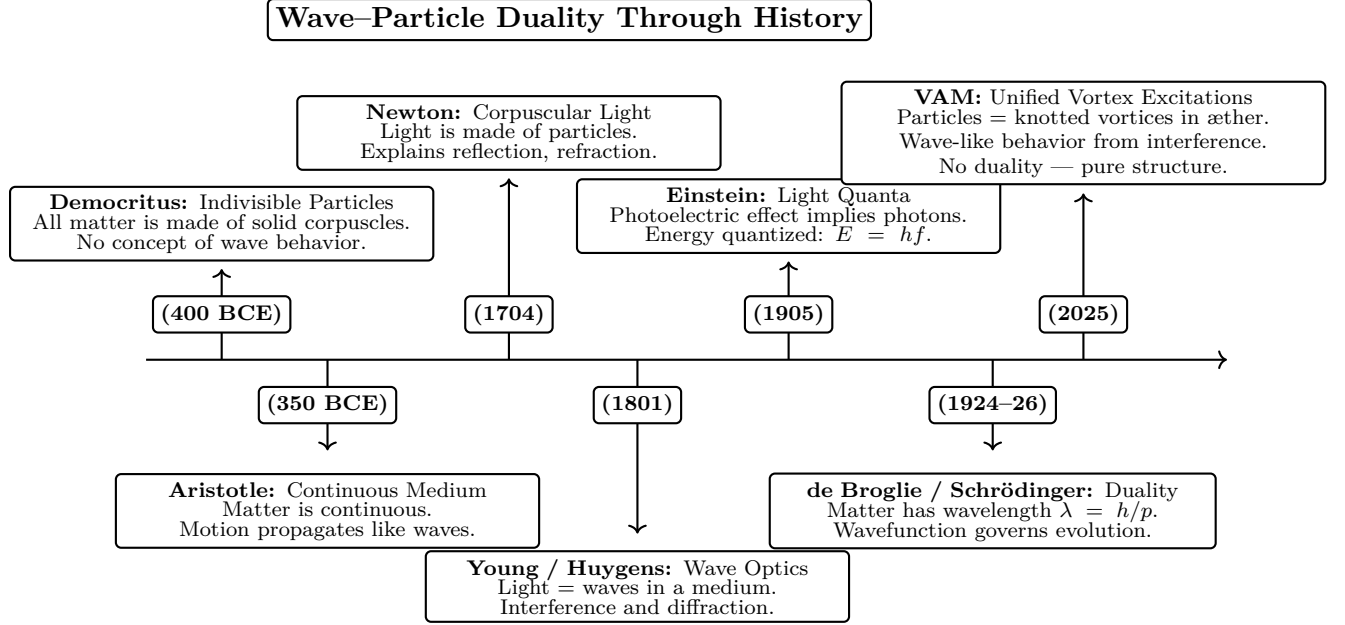 Wave–Particle Duality Through History
Newton: Corpuscular Light
Light is made of particles.
Explains reflection, refraction.
VAM: Unified Vortex Excitations
Particles = knotted vortices in æther.
Wave-like behavior from interference.
No duality — pure structure.
Democritus: Indivisible Particles
All matter is made of solid corpuscles.
No concept of wave behavior.
Einstein: Light Quanta
Photoelectric effect implies photons.
Energy quantized: E = hf.
(400 BCE)
(1704)
(1905)
(2025)
(350 BCE)
(1801)
(1924–26)
Aristotle: Continuous Medium
Matter is continuous.
Motion propagates like waves.
de Broglie / Schrödinger: Duality
Matter has wavelength λ = h/p.
Wavefunction governs evolution.
Young / Huygens: Wave Optics
Light = waves in a medium.
Interference and diffraction.